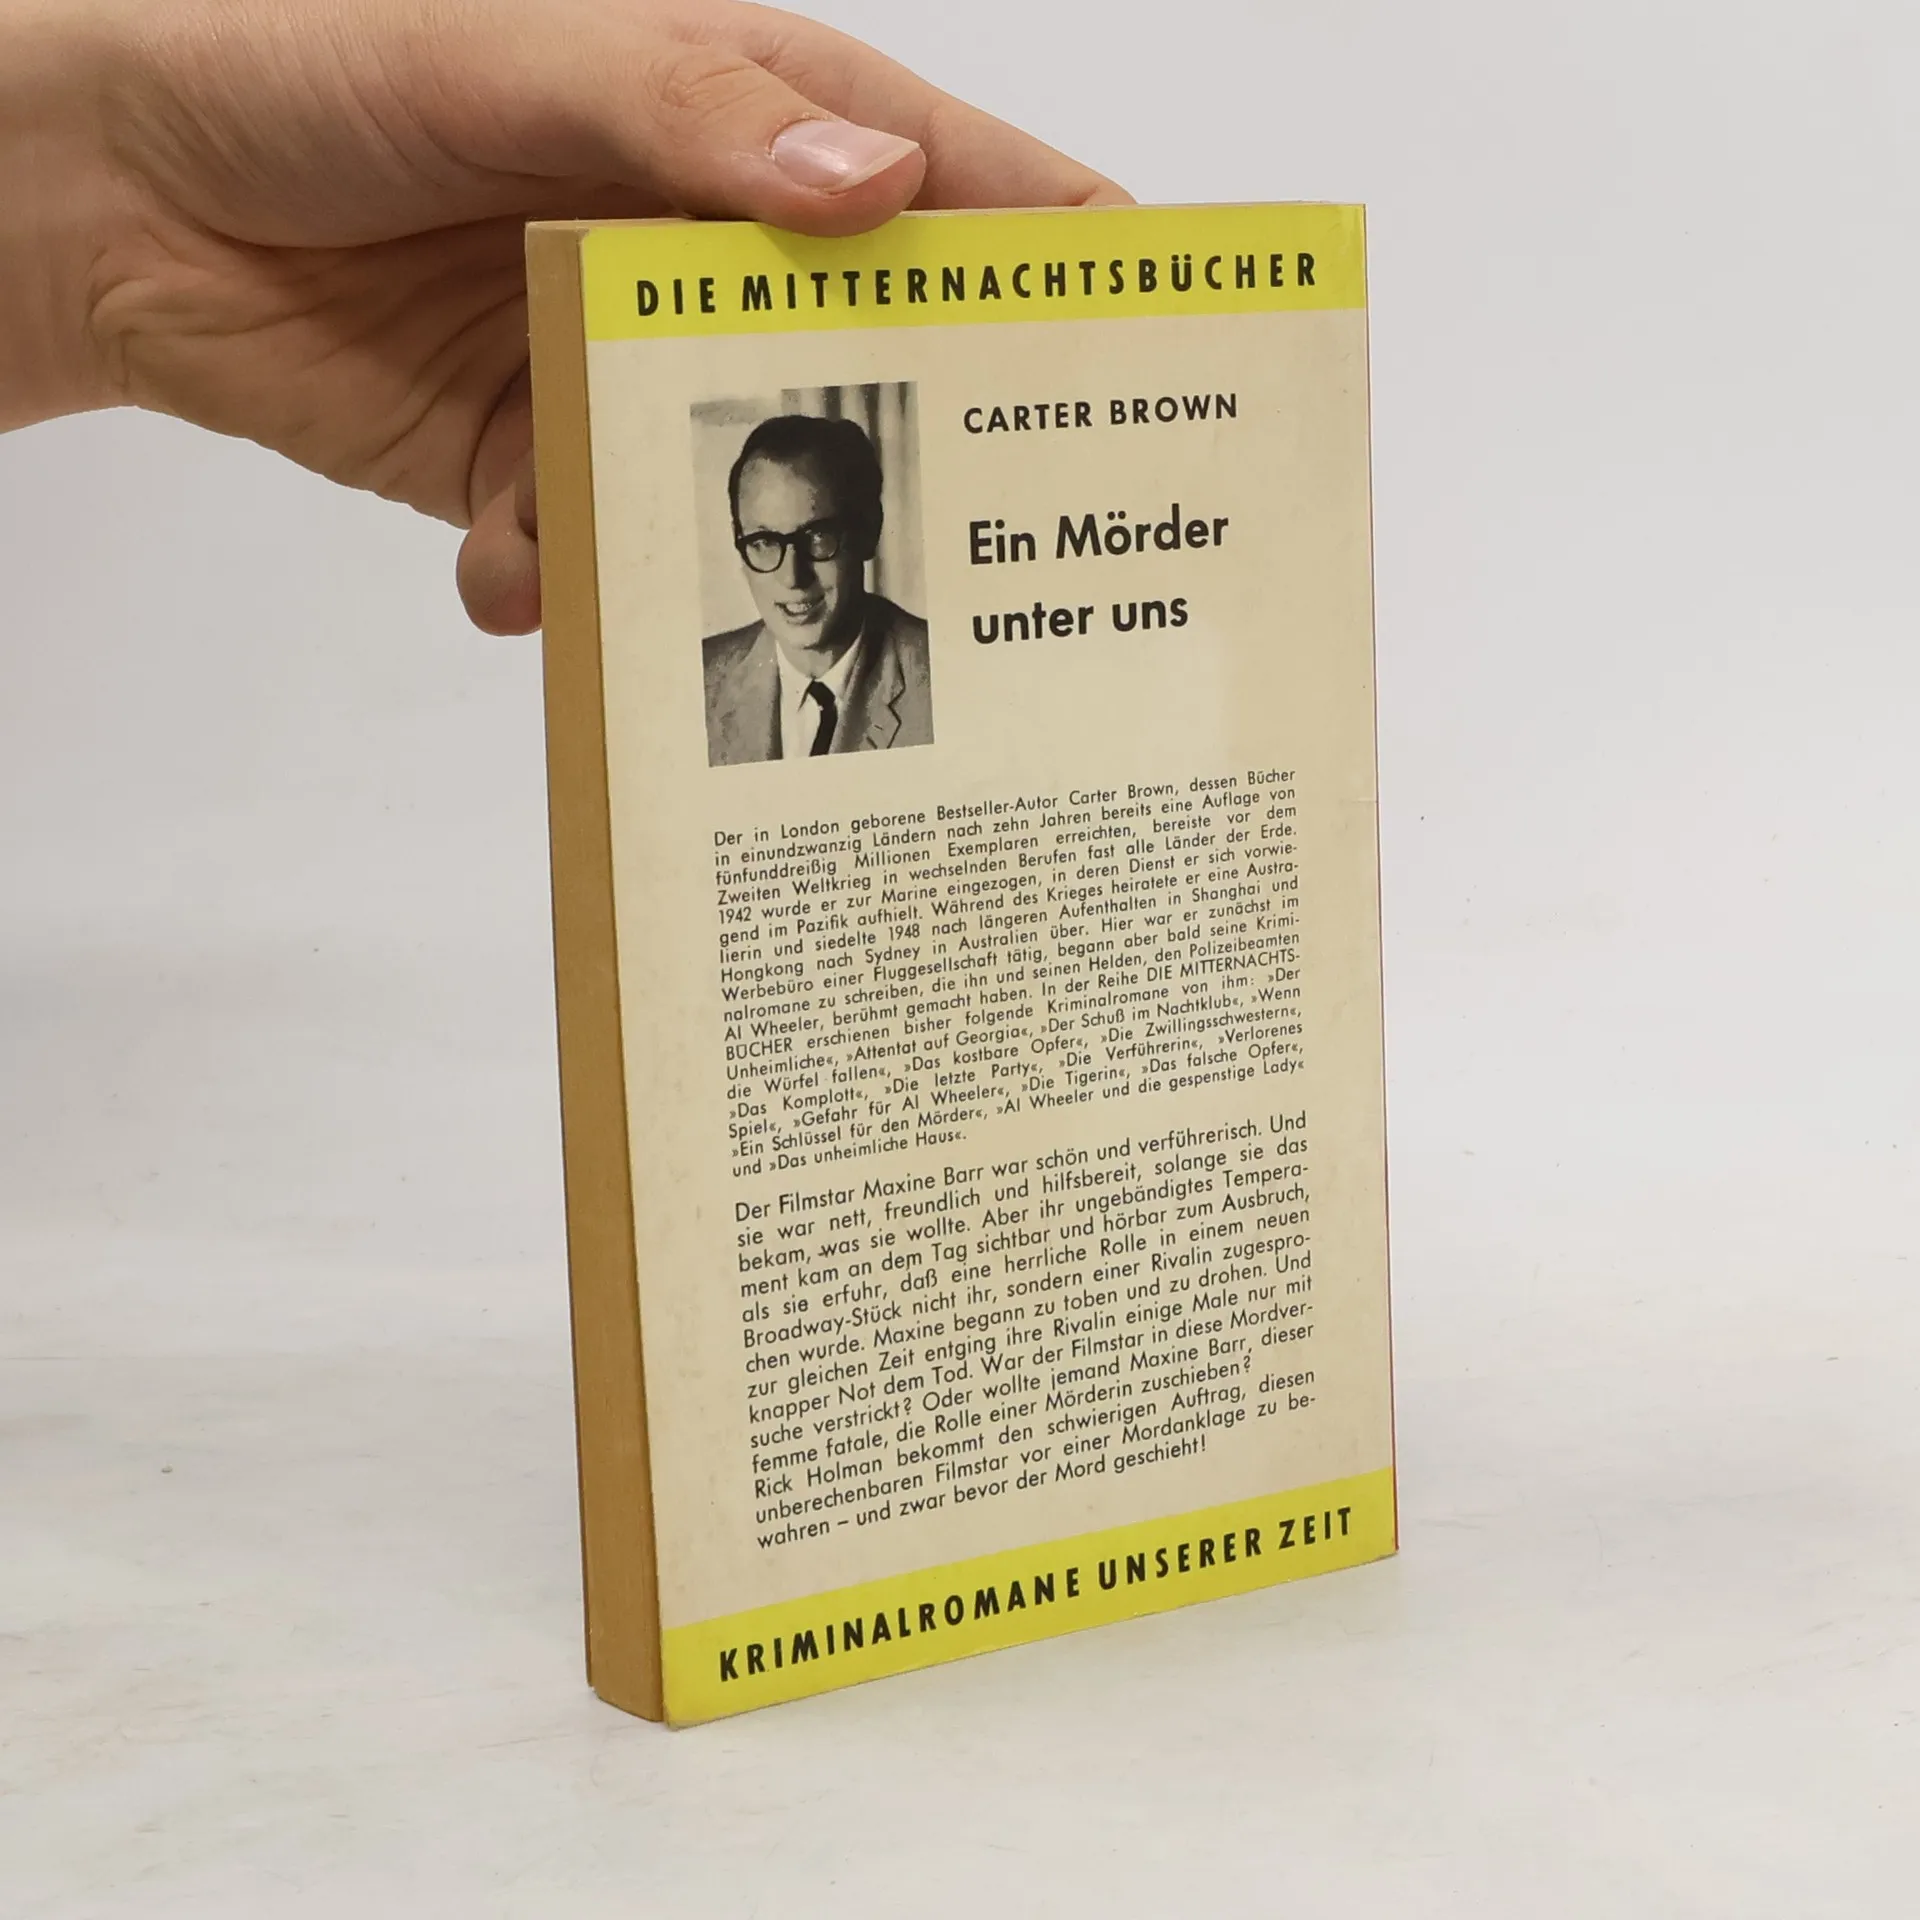 DIE MITTERNACHTSBÜCHER
CARTER BROWN
Ein Mörder
unter uns
Der in London geborene Bestseller-Autor Carter Brown, dessen Bücher
in einundzwanzig Ländern nach zehn Jahren bereits eine Auflage von
fünfunddreißig Millionen Exemplaren erreichten, bereiste vor dem
Zweiten Weltkrieg in wechselnden Berufen fast alle Länder der Erde.
1942 wurde er zur Marine eingezogen, in deren Dienst er sich vorwie-
gend im Pazifik aufhielt. Während des Krieges heiratete er eine Austra-
lierin und siedelte 1948 nach längeren Aufenthalten in Shanghai und
Hongkong nach Sydney in Australien über. Hier war er zunächst im
Werbebüro einer Fluggesellschaft tätig, begann aber bald seine Krimi-
nalromane zu schreiben, die ihn und seinen Helden, den Polizeibeamten
Al Wheeler, berühmt gemacht haben. In der Reihe DIE MITTERNACHTS-
BÜCHER erschienen bisher folgende Kriminalromane von ihm: »Der
Unheimliche«, »Attentat auf Georgia«, »Der Schuß im Nachtklub«, »Wenn
die Würfel fallen«, »Das kostbare Opfer«, »Die Zwillingsschwestern«,
»Das Komplott«, »Die letzte Party«, »Die Verführerin«, »Verlorenes
Spiel«, »Gefahr für Al Wheeler«, »Die Tigerin«, »Das falsche Opfer«,
»Ein Schlüssel für den Mörder«, »Al Wheeler und die gespenstige Lady«
und »Das unheimliche Haus«.
Der Filmstar Maxine Barr war schön und verführerisch. Und
sie war nett, freundlich und hilfsbereit, solange sie das
bekam, was sie wollte. Aber ihr ungebändigtes Tempera-
ment kam an dem Tag sichtbar und hörbar zum Ausbruch,
als sie erfuhr, daß eine herrliche Rolle in einem neuen
Broadway-Stück nicht ihr, sondern einer Rivalin zugespro-
chen wurde. Maxine begann zu toben und zu drohen. Und
zur gleichen Zeit entging ihre Rivalin einige Male nur mit
knapper Not dem Tod. War der Filmstar in diese Mordver-
suche verstrickt? Oder wollte jemand Maxine Barr, dieser
femme fatale, die Rolle einer Mörderin zuschieben?
Rick Holman bekommt den schwierigen Auftrag, diesen
unberechenbaren Filmstar vor einer Mordanklage zu be-
wahren – und zwar bevor der Mord geschieht!
KRIMINALROMANE UNSERER ZEIT